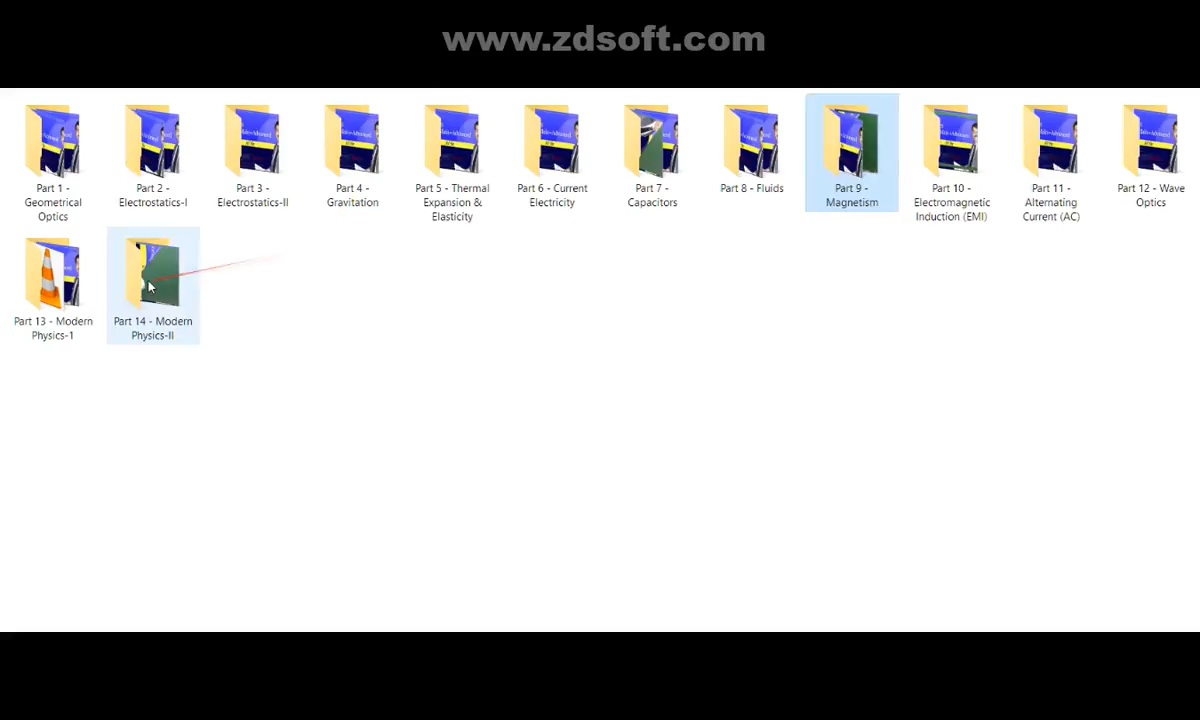 www.zdsoft.com
Part 1 -
Geometrical
Optics
Part 2 -
Electrostatics-I
Part 3 -
Electrostatics-II
Part 4 -
Gravitation
Part 5 - Thermal
Expansion &
Elasticity
Part 6 - Current
Electricity
Part 7 -
Capacitors
Part 8 - Fluids
Part 9 -
Magnetism
Part 10 -
Electromagnetic
Induction (EMI)
Part 11 -
Alternating
Current (AC)
Part 12 - Wave
Optics
Part 13 - Modern
Physics-1
Part 14 - Modern
Physics-II